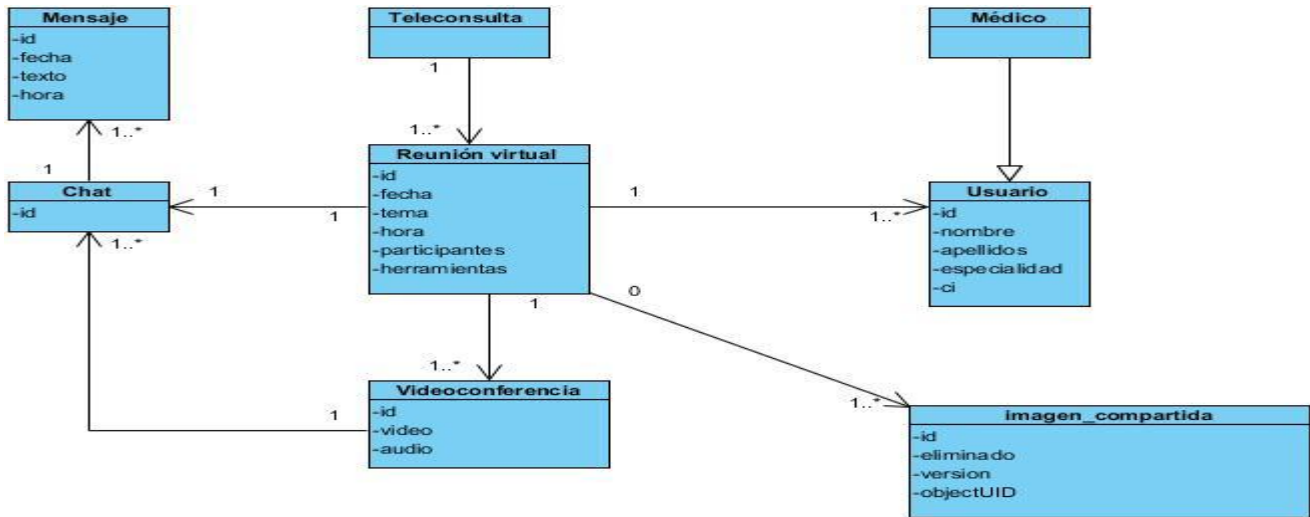 Mensaje
-id
-fecha
-texto
-hora
Teleconsulta
Médico
1
1..*
1..*
1
Chat
-id
1
1
1..*
Reunión virtual
-id
-fecha
-tema
-hora
-participantes
-herramientas
1
1..*
Usuario
-id
-nombre
-apellidos
-especialidad
-ci
1
0
1..*
1
Videoconferencia
-id
-video
-audio
1..*
imagen_compartida
-id
-eliminado
-version
-objectUID